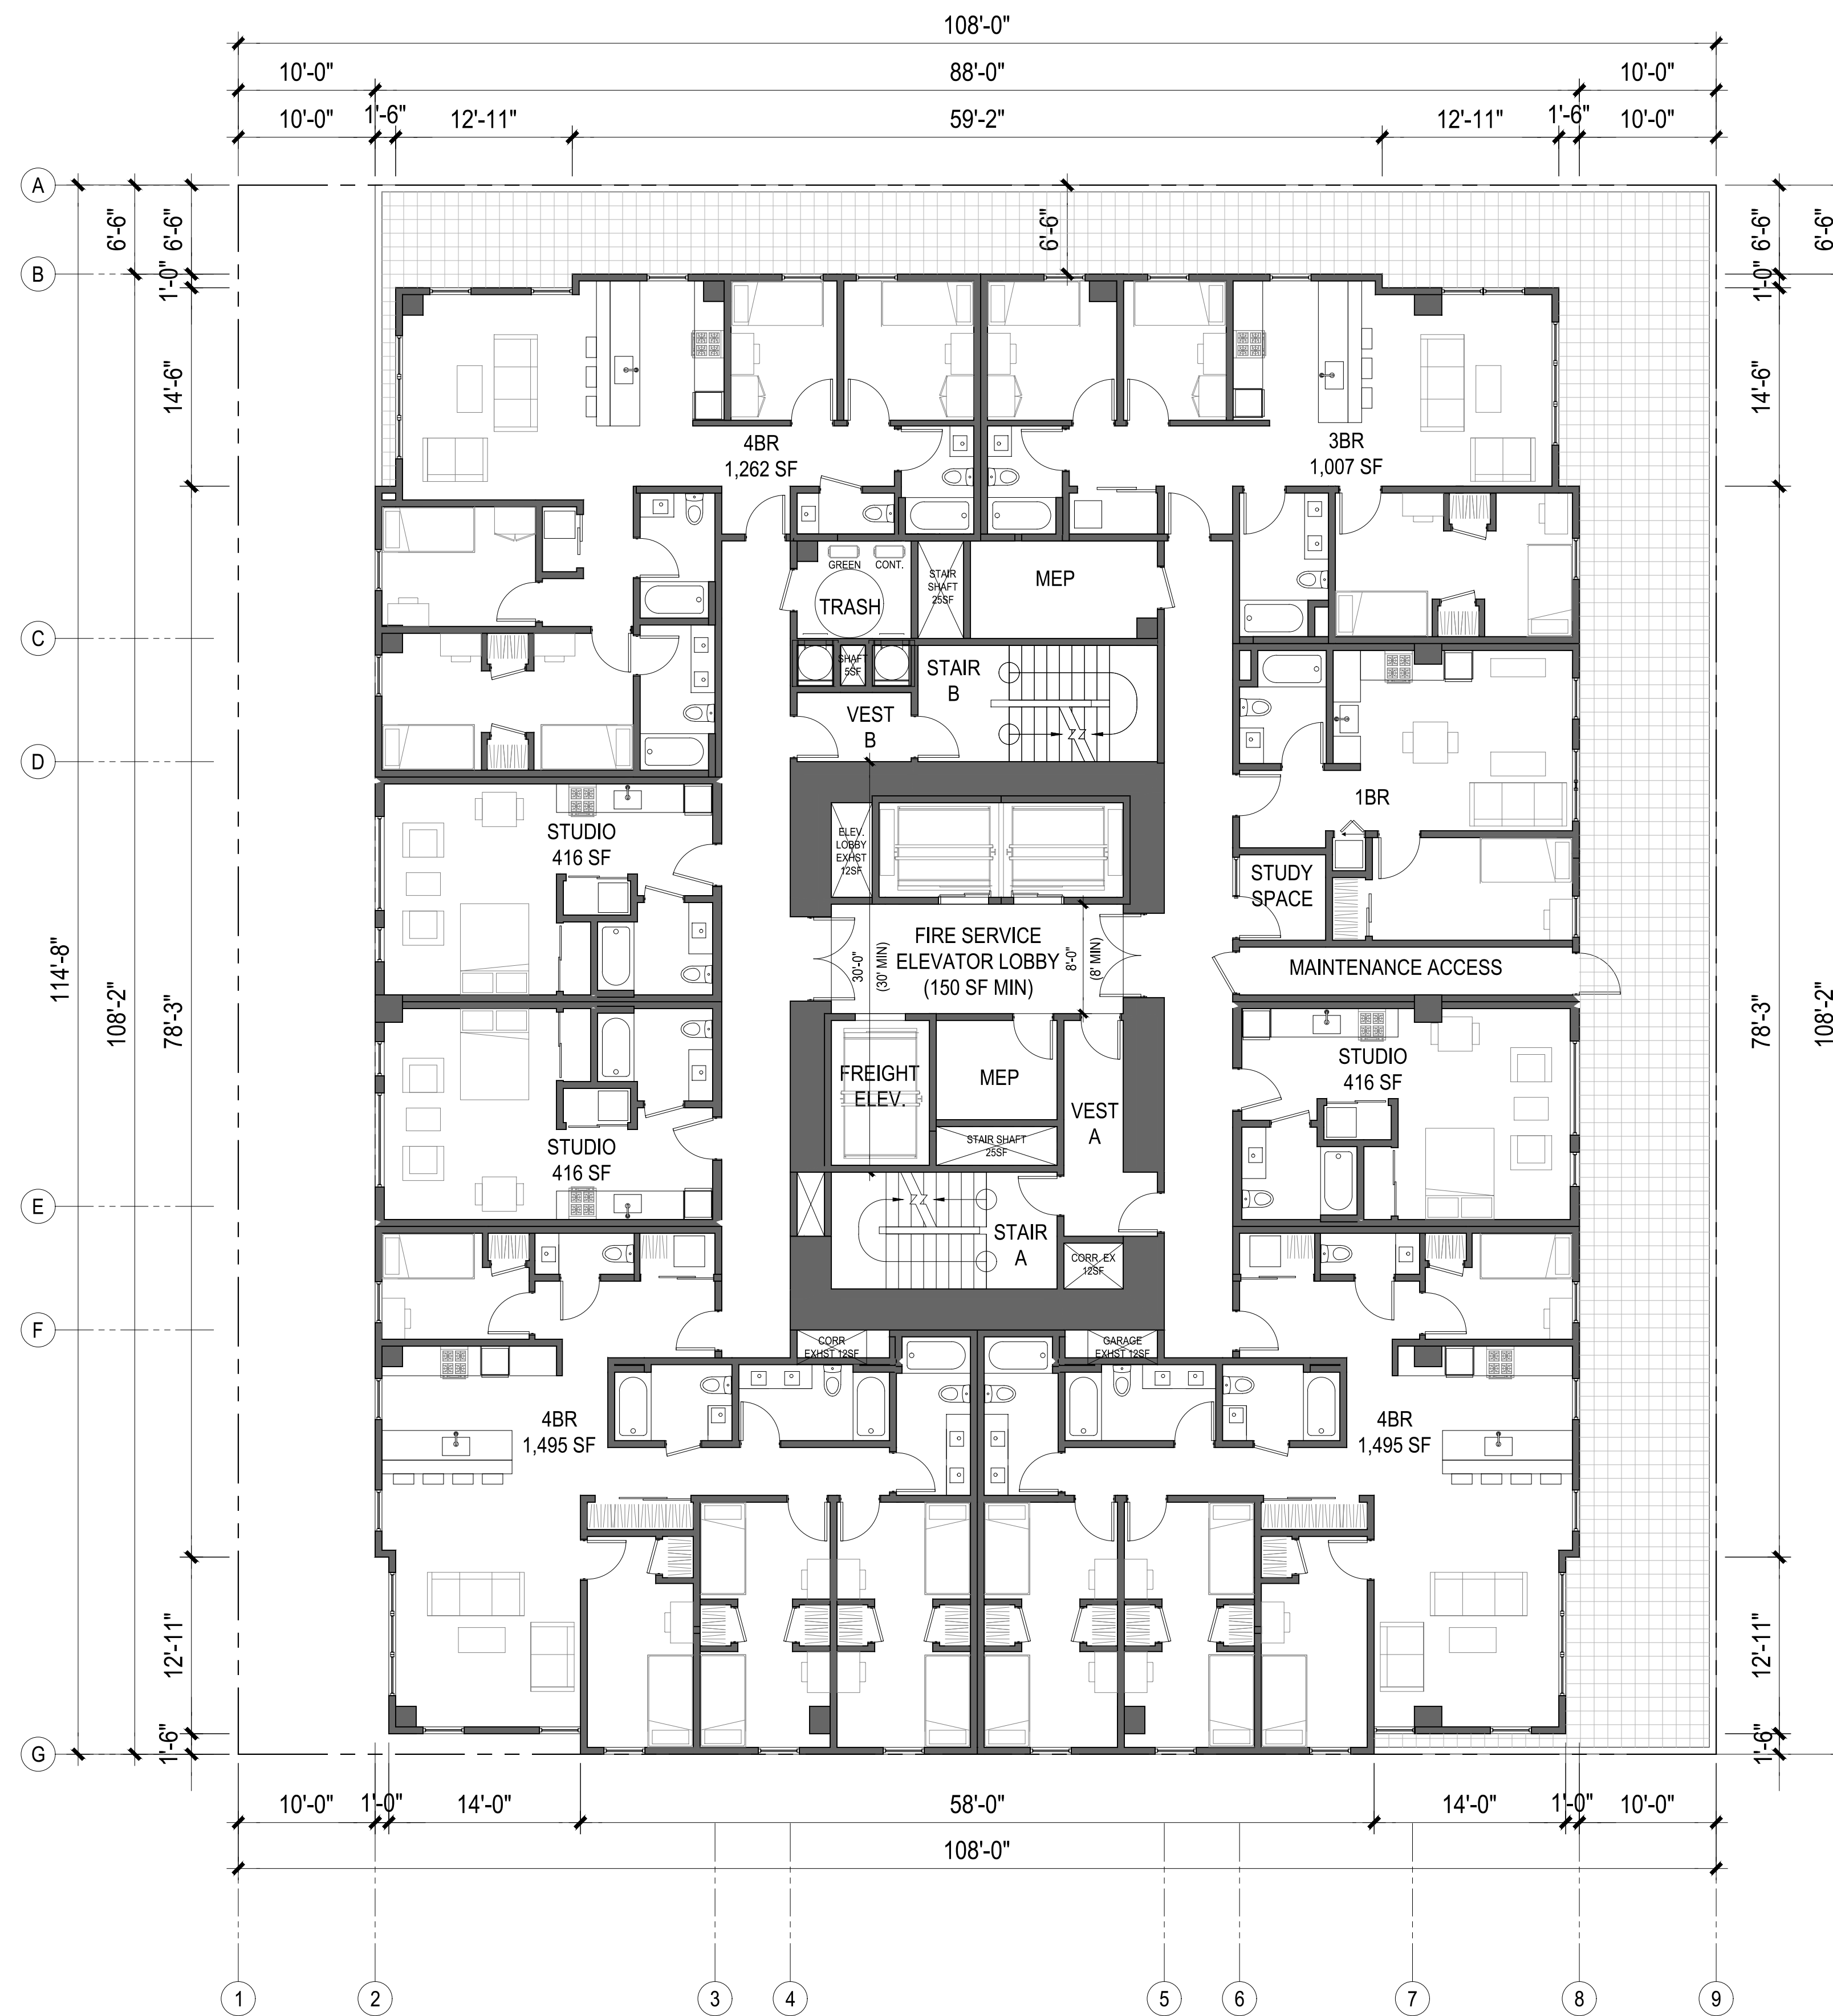 108'-0"
10'-0" 88'-0" 10'-0"
10'-0" 1'-6" 12'-11" 59'-2" 12'-11" 1'-6" 10'-0"
A
B
C
D
E
F
G
114'-8"
6'-6"
108'-2"
6'-6"
1'-0"
14'-6"
78'-3"
12'-11"
1'-6"
6'-6"
4BR
1,262 SF
3BR
1,007 SF
GREEN
CONT.
TRASH
STAIR
SHAFT
25SF
MEP
SHAFT
5SF
STAIR
B
VEST
B
STUDIO
416 SF
ELEV.
LOBBY
EXHST
12SF
1BR
STUDY
SPACE
FIRE SERVICE
ELEVATOR LOBBY
(150 SF MIN)
30'-0"
(30' MIN)
8'-0"
(8' MIN)
MAINTENANCE ACCESS
STUDIO
416 SF
FREIGHT
ELEV.
MEP
VEST
A
STAIR SHAFT
25SF
STUDIO
416 SF
STAIR
A
CORR. EX
12SF
CORR
EXHST 12SF
GARAGE
EXHST 12SF
4BR
1,495 SF
4BR
1,495 SF
6'-6"
6'-6"
1'-0"
14'-6"
78'-3"
108'-2"
12'-11"
1'-6"
10'-0" 1'-0" 14'-0" 58'-0" 14'-0" 1'-0" 10'-0"
108'-0"
1 2 3 4 5 6 7 8 9